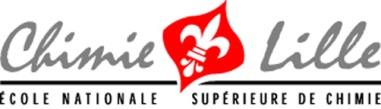 Chimie Lille
ÉCOLE NATIONALE SUPÉRIEURE DE CHIMIE